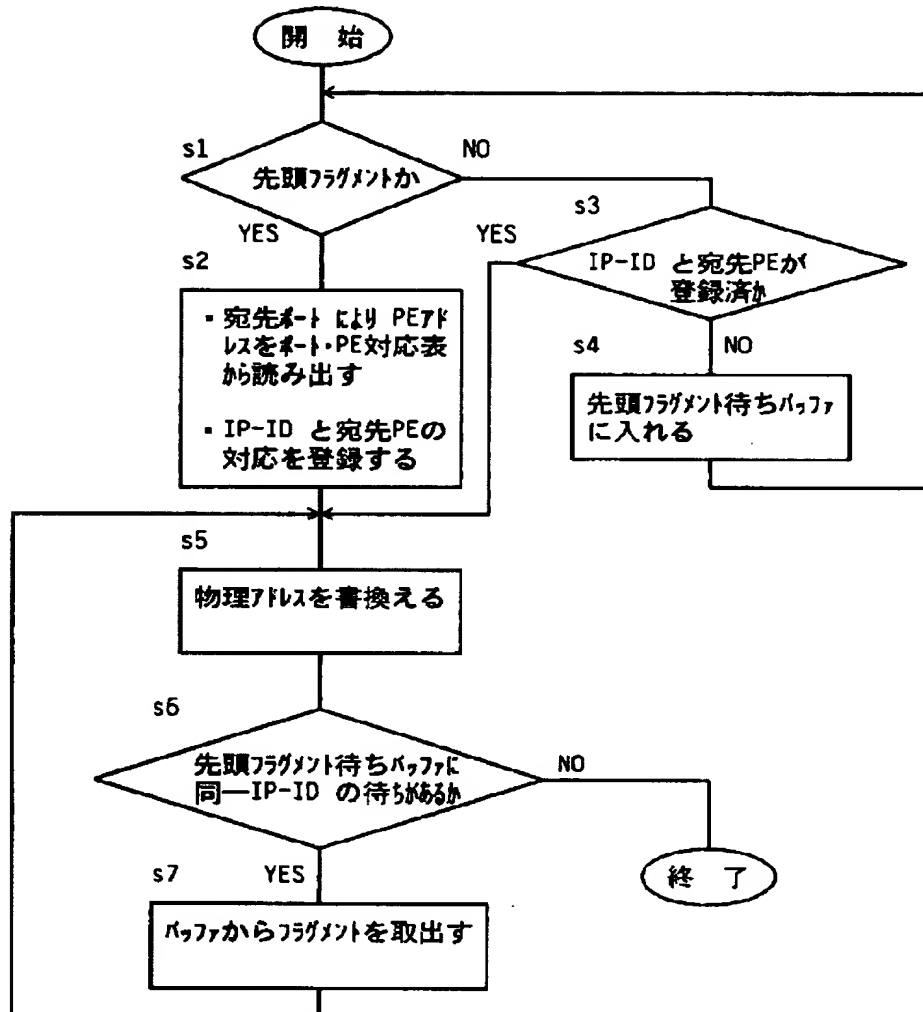 開 始
s1
NO
先頭フラグメントか
YES
s2
s3
YES
IP-ID と宛先PEが
登録済か
▪ 宛先ポート により PEアド
レスをポート・PE対応表
から読み出す
▪ IP-ID と宛先PEの
対応を登録する
s4
NO
先頭フラグメント待ちバッファ
に入れる
s5
物理アドレスを書換える
s6
先頭フラグメント待ちバッファに
同一IP-ID の待ちがあるか
NO
s7
YES
終 了
バッファからフラグメントを取出す